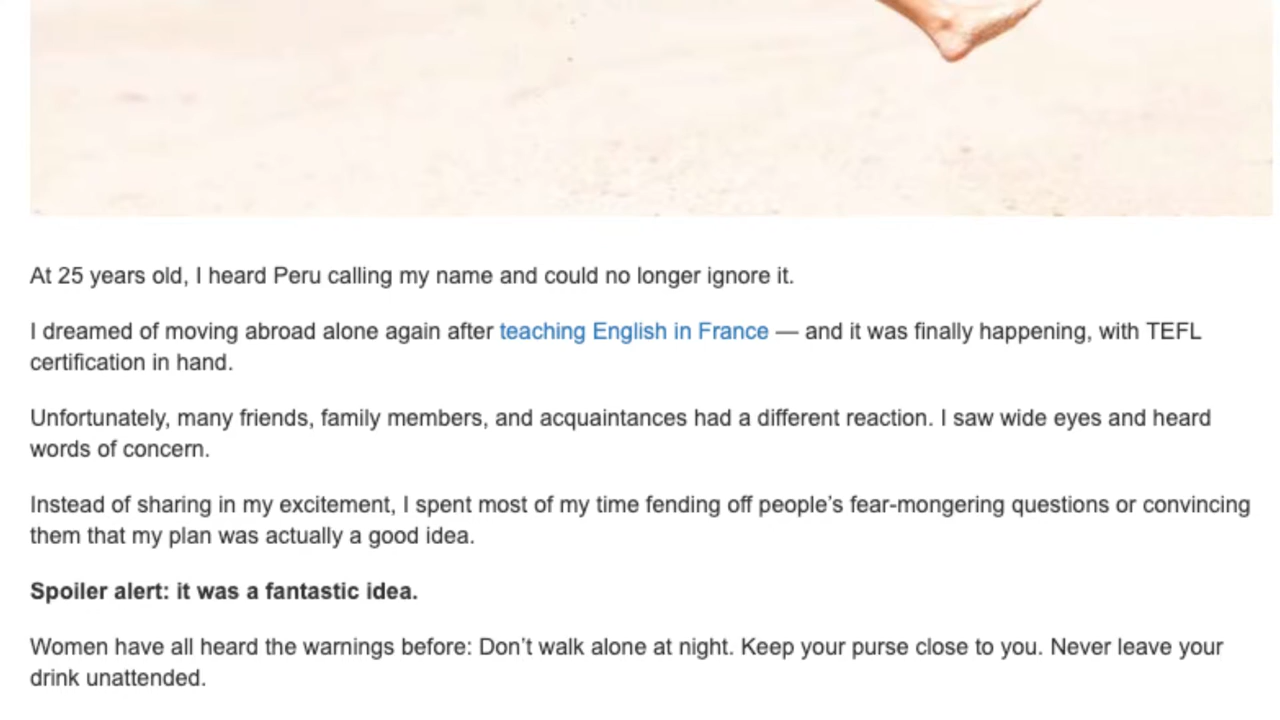 At 25 years old, I heard Peru calling my name and could no longer ignore it.
I dreamed of moving abroad alone again after teaching English in France — and it was finally happening, with TEFL
certification in hand.
Unfortunately, many friends, family members, and acquaintances had a different reaction. I saw wide eyes and heard
words of concern.
Instead of sharing in my excitement, I spent most of my time fending off people’s fear-mongering questions or convincing
them that my plan was actually a good idea.
Spoiler alert: it was a fantastic idea.
Women have all heard the warnings before: Don’t walk alone at night. Keep your purse close to you. Never leave your
drink unattended.